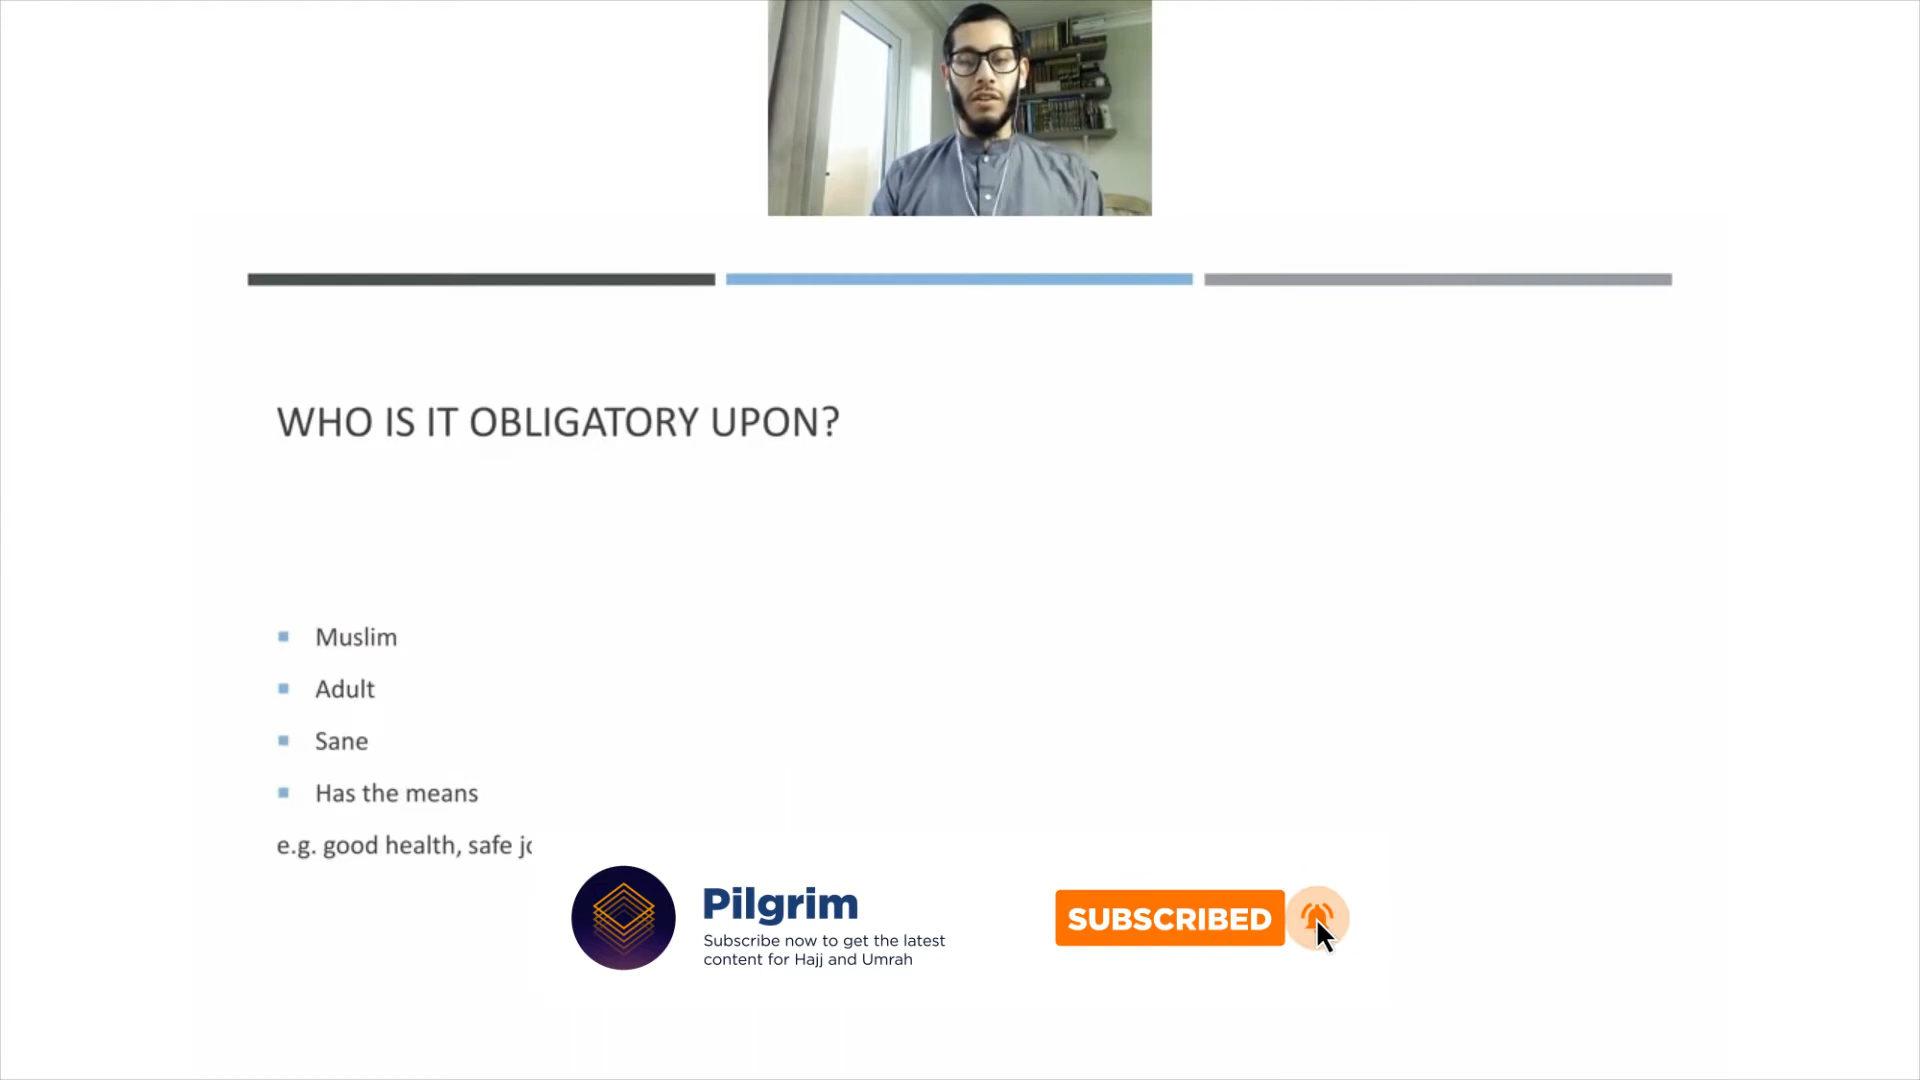 WHO IS IT OBLIGATORY UPON?
Muslim
Adult
Sane
Has the means
e.g. good health, safe
Pilgrim
Subscribe now to get the latest
content for Hajj and Umrah
SUBSCRIBED